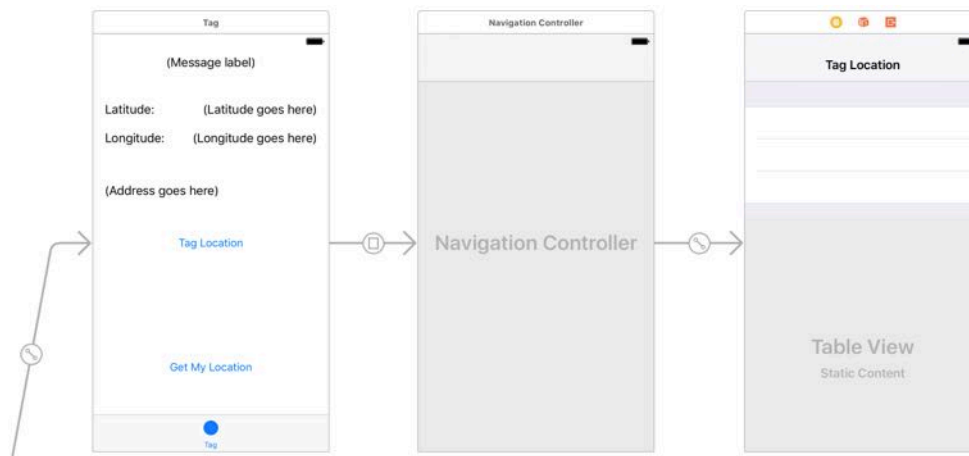 Tag
(Message label)
Latitude: (Latitude goes here)
Longitude: (Longitude goes here)
(Address goes here)
Tag Location
Get My Location
Tag
Navigation Controller
Navigation Controller
Tag Location
Table View
Static Content